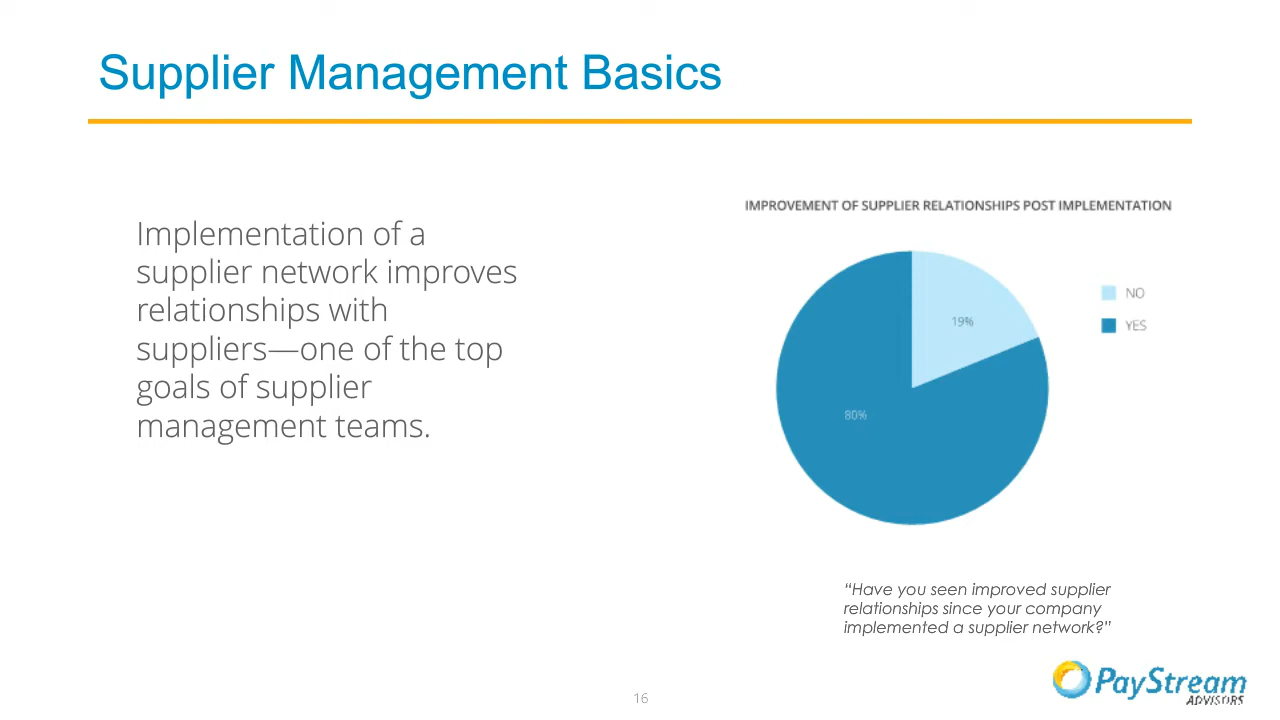 Supplier Management Basics
Implementation of a
supplier network improves
relationships with
suppliers—one of the top
goals of supplier
management teams.
IMPROVEMENT OF SUPPLIER RELATIONSHIPS POST IMPLEMENTATION
NO
YES
19%
80%
“Have you seen improved supplier
relationships since your company
implemented a supplier network?”
16
PayStream
ADVISORS